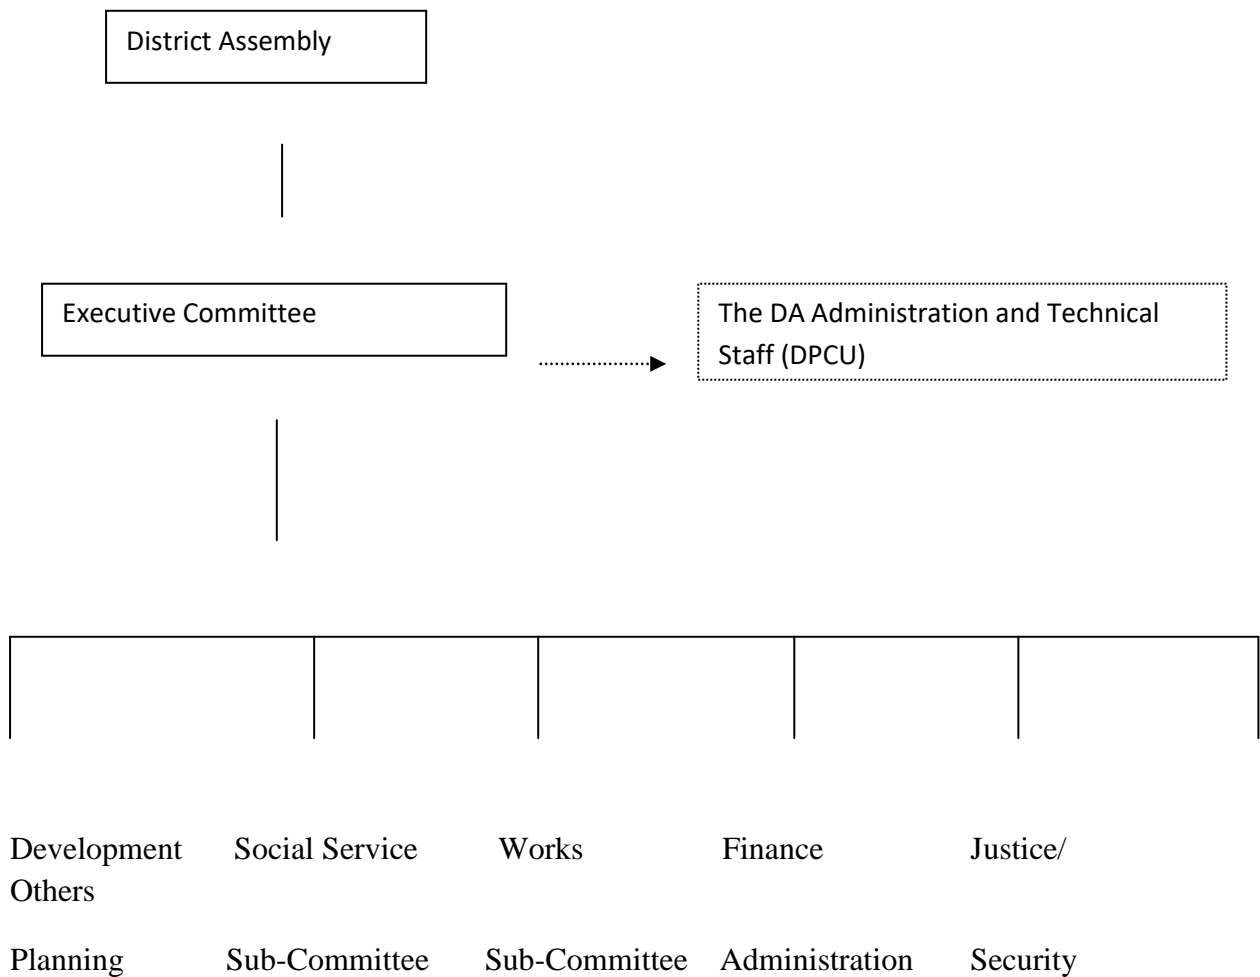 District Assembly
Executive Committee
The DA Administration and Technical
Staff (DPCU)
Development Social Service Works Finance Justice/
Others
Planning Sub-Committee Sub-Committee Administration Security